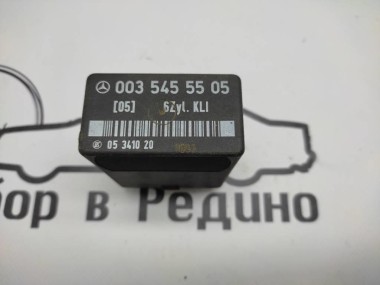 003 545 55 05
[05] 6Zyl. KLI
05 3410 20
бор в Редино